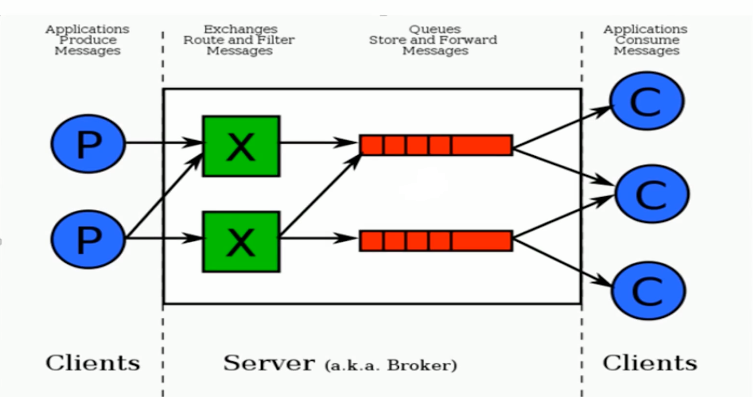 Applications
Produce
Messages
Exchanges
Route and Filter
Messages
Queues
Store and Forward
Messages
Applications
Consume
Messages
P
X
C
C
P
X
C
Clients
Server (a.k.a. Broker)
Clients